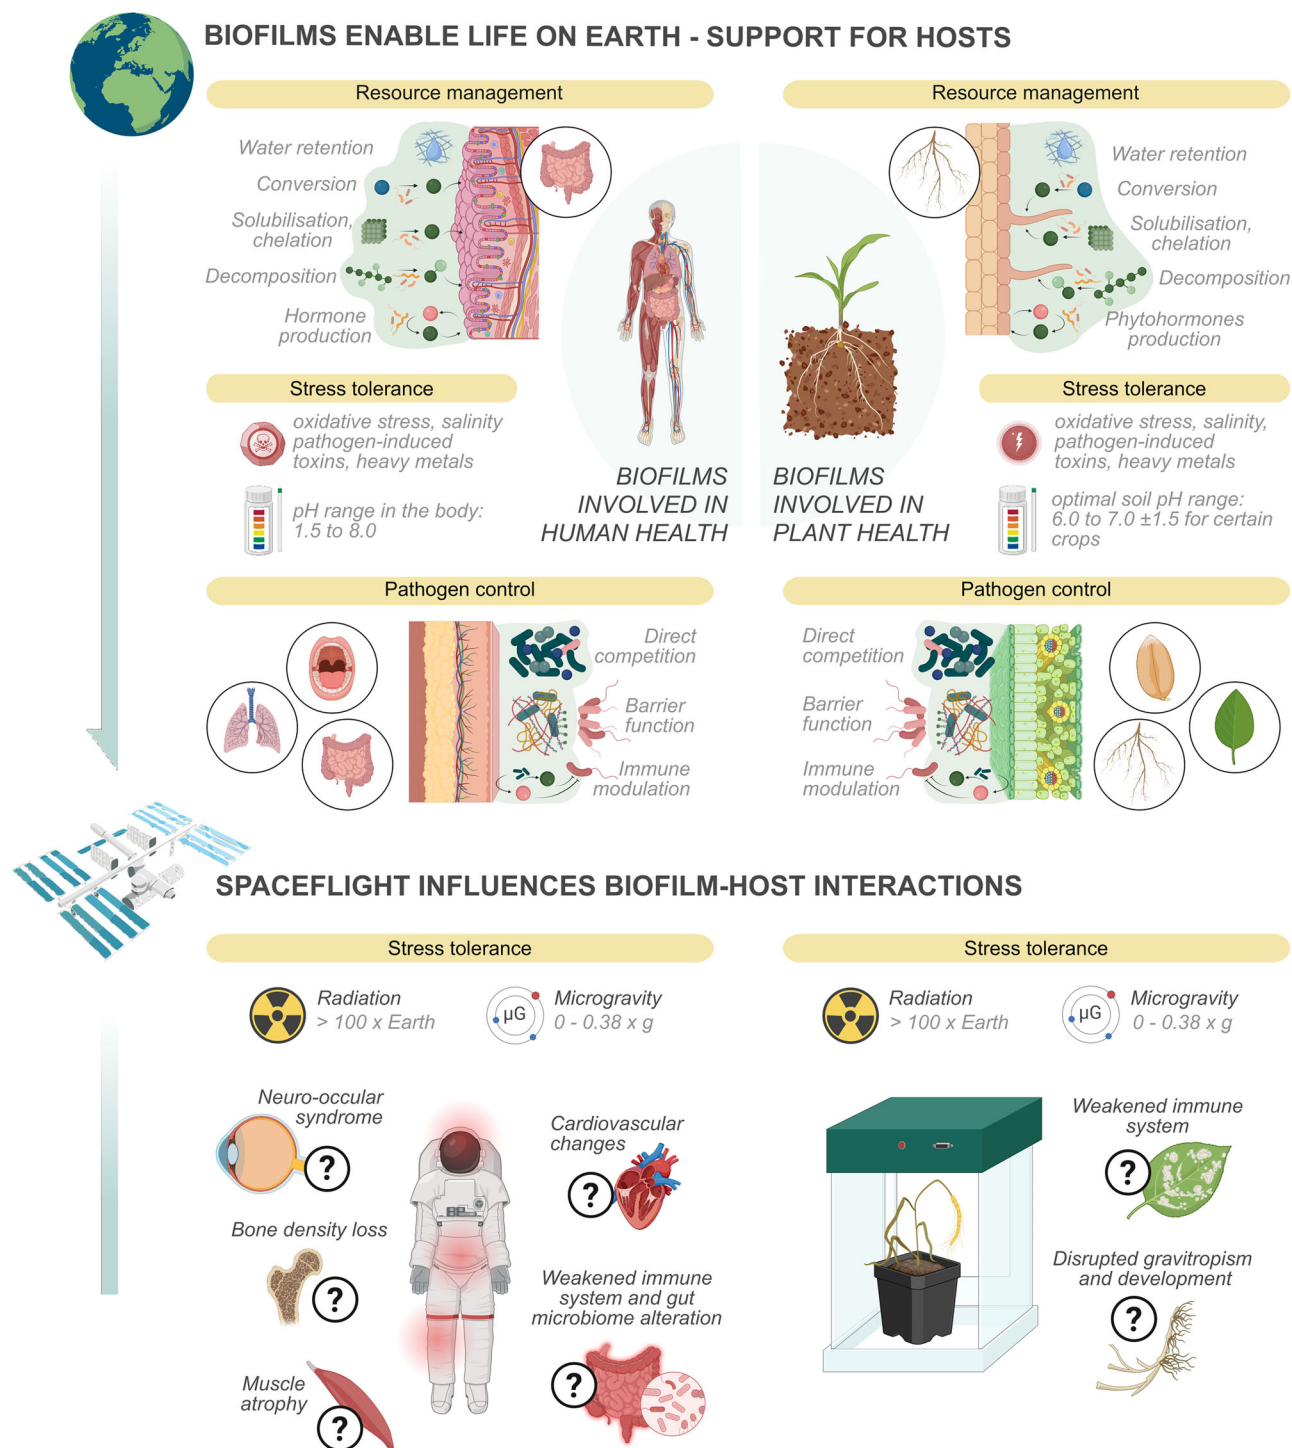 BIOFILMS ENABLE LIFE ON EARTH - SUPPORT FOR HOSTS
Resource management
Water retention
Conversion
Solubilisation,
chelation
Decomposition
Hormone
production
Resource management
Water retention
Conversion
Solubilisation,
chelation
Decomposition
Phytohormones
production
Stress tolerance
oxidative stress, salinity
pathogen-induced
toxins, heavy metals
pH range in the body:
1.5 to 8.0
BIOFILMS
INVOLVED IN
HUMAN HEALTH
BIOFILMS
INVOLVED IN
PLANT HEALTH
Stress tolerance
oxidative stress, salinity,
pathogen-induced
toxins, heavy metals
optimal soil pH range:
6.0 to 7.0 ±1.5 for certain
crops
Pathogen control
Direct
competition
Barrier
function
Immune
modulation
Pathogen control
Direct
competition
Barrier
function
Immune
modulation
SPACEFLIGHT INFLUENCES BIOFILM-HOST INTERACTIONS
Stress tolerance
Radiation
> 100 x Earth
µG
Microgravity
0 - 0.38 x g
Neuro-occular
syndrome
?
Bone density loss
?
Muscle
atrophy
?
Cardiovascular
changes
?
Weakened immune
system and gut
microbiome alteration
?
Stress tolerance
Radiation
> 100 x Earth
µG
Microgravity
0 - 0.38 x g
Weakened immune
system
?
Disrupted gravitropism
and development
?